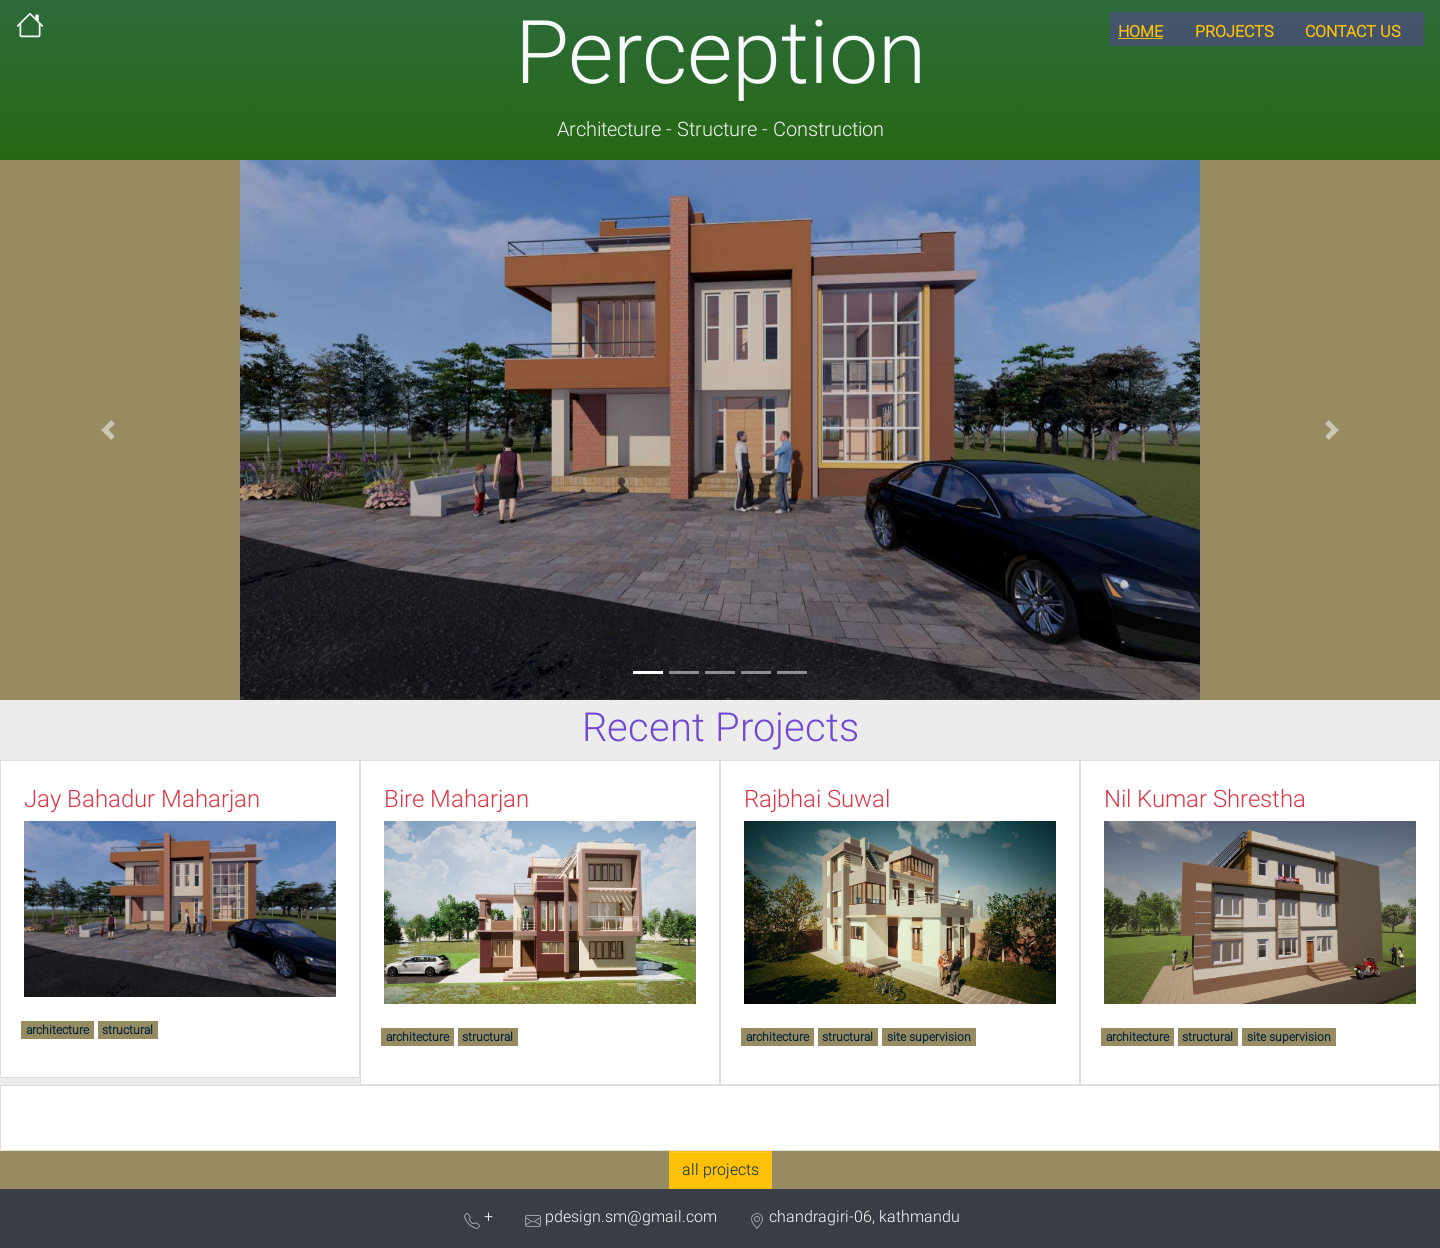 Perception
HOME PROJECTS CONTACT US
Architecture - Structure - Construction
Recent Projects
Jay Bahadur Maharjan
architecture structural
Bire Maharjan
architecture structural
Rajbhai Suwal
architecture structural site supervision
Nil Kumar Shrestha
architecture structural site supervision
all projects
+ pdesign.sm@gmail.com chandragiri-06, kathmandu